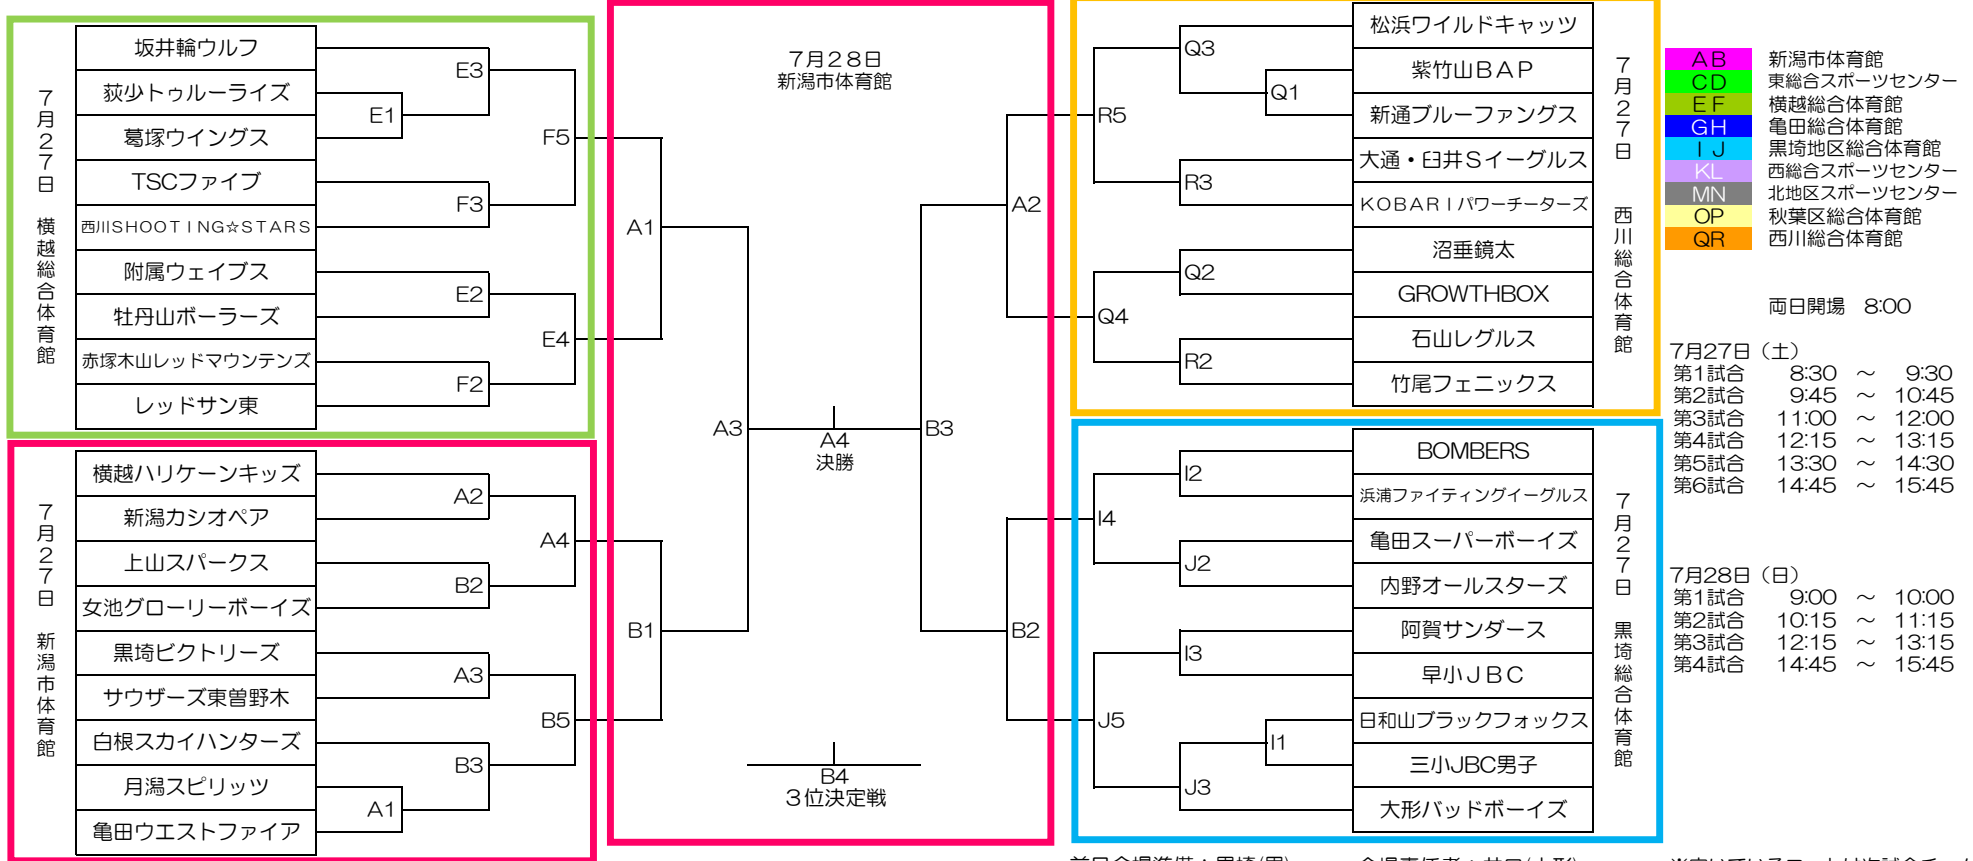 7月27日 横越総合体育館
坂井輪ウルフ
荻少トゥルーライズ
葛塚ウイングス
TSCファイブ
西川SHOOTING☆STARS
附属ウェイブス
牡丹山ボーラーズ
赤塚木山レッドマウンテンズ
レッドサン東
E3
E1
F5
F3
E2
E4
F2
7月27日 新潟市体育館
横越ハリケーンキッズ
新潟カシオペア
上山スパークス
女池グローリーボーイズ
黒埼ビクトリーズ
サウザーズ東曽野木
白根スカイハンターズ
月潟スピリッツ
亀田ウエストファイア
A2
A4
B2
A3
B5
B3
A1
7月28日
新潟市体育館
A1
A2
A3
B3
A4
決勝
B1
B2
B4
3位決定戦
松浜ワイルドキャッツ
紫竹山BAP
新通ブルーファングス
大通・臼井Sイーグルス
KOBARIパワーチーターズ
沼垂鏡太
GROWTHBOX
石山レグルス
竹尾フェニックス
7月27日 西川総合体育館
Q3
Q1
R5
R3
Q2
Q4
R2
BOMBERS
浜浦ファイティングイーグルス
亀田スーパーボーイズ
内野オールスターズ
阿賀サンダース
早小JBC
日和山ブラックフォックス
三小JBC男子
大形バッドボーイズ
7月27日 黒埼総合体育館
I2
I4
J2
I3
J5
I1
J3
AB 新潟市体育館
CD 東総合スポーツセンター
EF 横越総合体育館
GH 亀田総合体育館
IJ 黒埼地区総合体育館
KL 西総合スポーツセンター
MN 北地区スポーツセンター
OP 秋葉区総合体育館
QR 西川総合体育館
両日開場 8:00
7月27日(土)
第1試合 8:30 ～ 9:30
第2試合 9:45 ～ 10:45
第3試合 11:00 ～ 12:00
第4試合 12:15 ～ 13:15
第5試合 13:30 ～ 14:30
第6試合 14:45 ～ 15:45
7月28日(日)
第1試合 9:00 ～ 10:00
第2試合 10:15 ～ 11:15
第3試合 12:15 ～ 13:15
第4試合 14:45 ～ 15:45